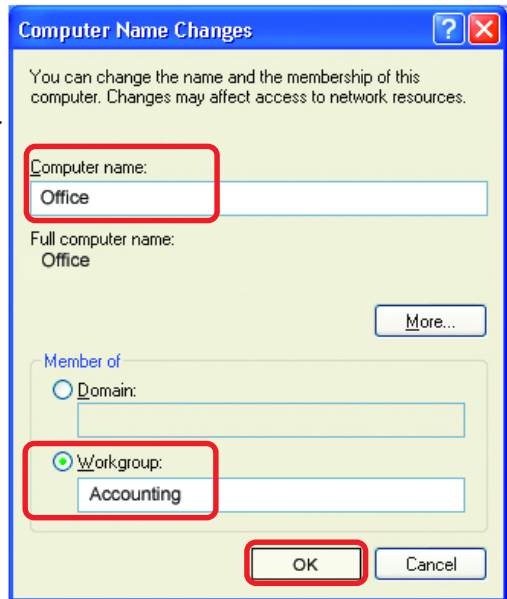 Computer Name Changes
You can change the name and the membership of this
computer. Changes may affect access to network resources.
Computer name:
Office
Full computer name:
Office
More...
Member of
Domain:
Workgroup:
Accounting
OK Cancel